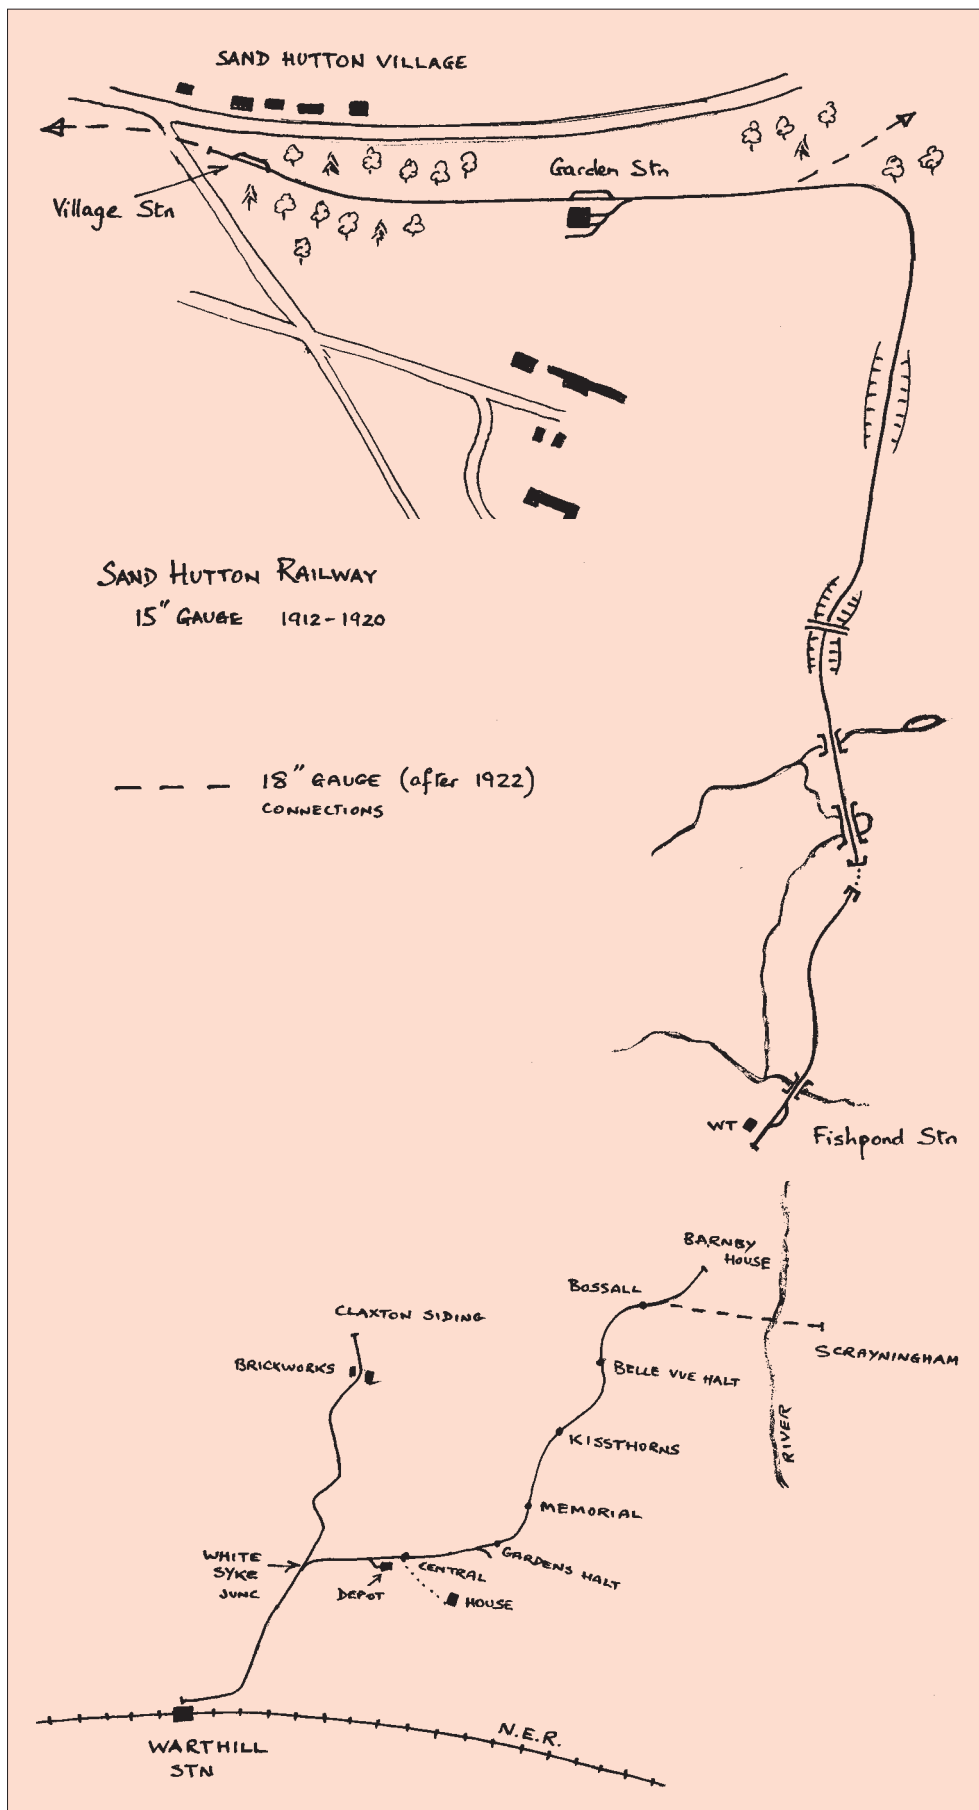 SAND HUTTON VILLAGE
Garden Stn
Village Stn
SAND HUTTON RAILWAY
15" GAUGE 1912-1920
18" GAUGE (after 1922)
CONNECTIONS
WT
Fishpond Stn
BARNBY
HOUSE
BOSSALL
CLAXTON SIDING
SCRAYNINGHAM
BRICKWORKS
BELLE VUE HALT
RIVER
KISSTHORNS
MEMORIAL
WHITE
SYKE
JUNC
GARDENS HALT
CENTRAL
DEPOT
HOUSE
N.E.R.
WARTHILL
STN